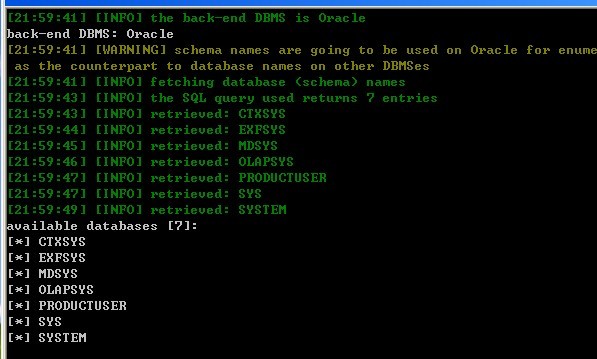 [21:59:41] [INFO] the back-end DBMS is Oracle
back-end DBMS: Oracle
[21:59:41] [WARNING] schema names are going to be used on Oracle for enume
as the counterpart to database names on other DBMSes
[21:59:41] [INFO] fetching database (schema) names
[21:59:43] [INFO] the SQL query used returns 7 entries
[21:59:43] [INFO] retrieved: CTXSYS
[21:59:44] [INFO] retrieved: EXFSYS
[21:59:45] [INFO] retrieved: MDSYS
[21:59:46] [INFO] retrieved: OLAPSYS
[21:59:47] [INFO] retrieved: PRODUCTUSER
[21:59:47] [INFO] retrieved: SYS
[21:59:49] [INFO] retrieved: SYSTEM
available databases [7]:
[*] CTXSYS
[*] EXFSYS
[*] MDSYS
[*] OLAPSYS
[*] PRODUCTUSER
[*] SYS
[*] SYSTEM